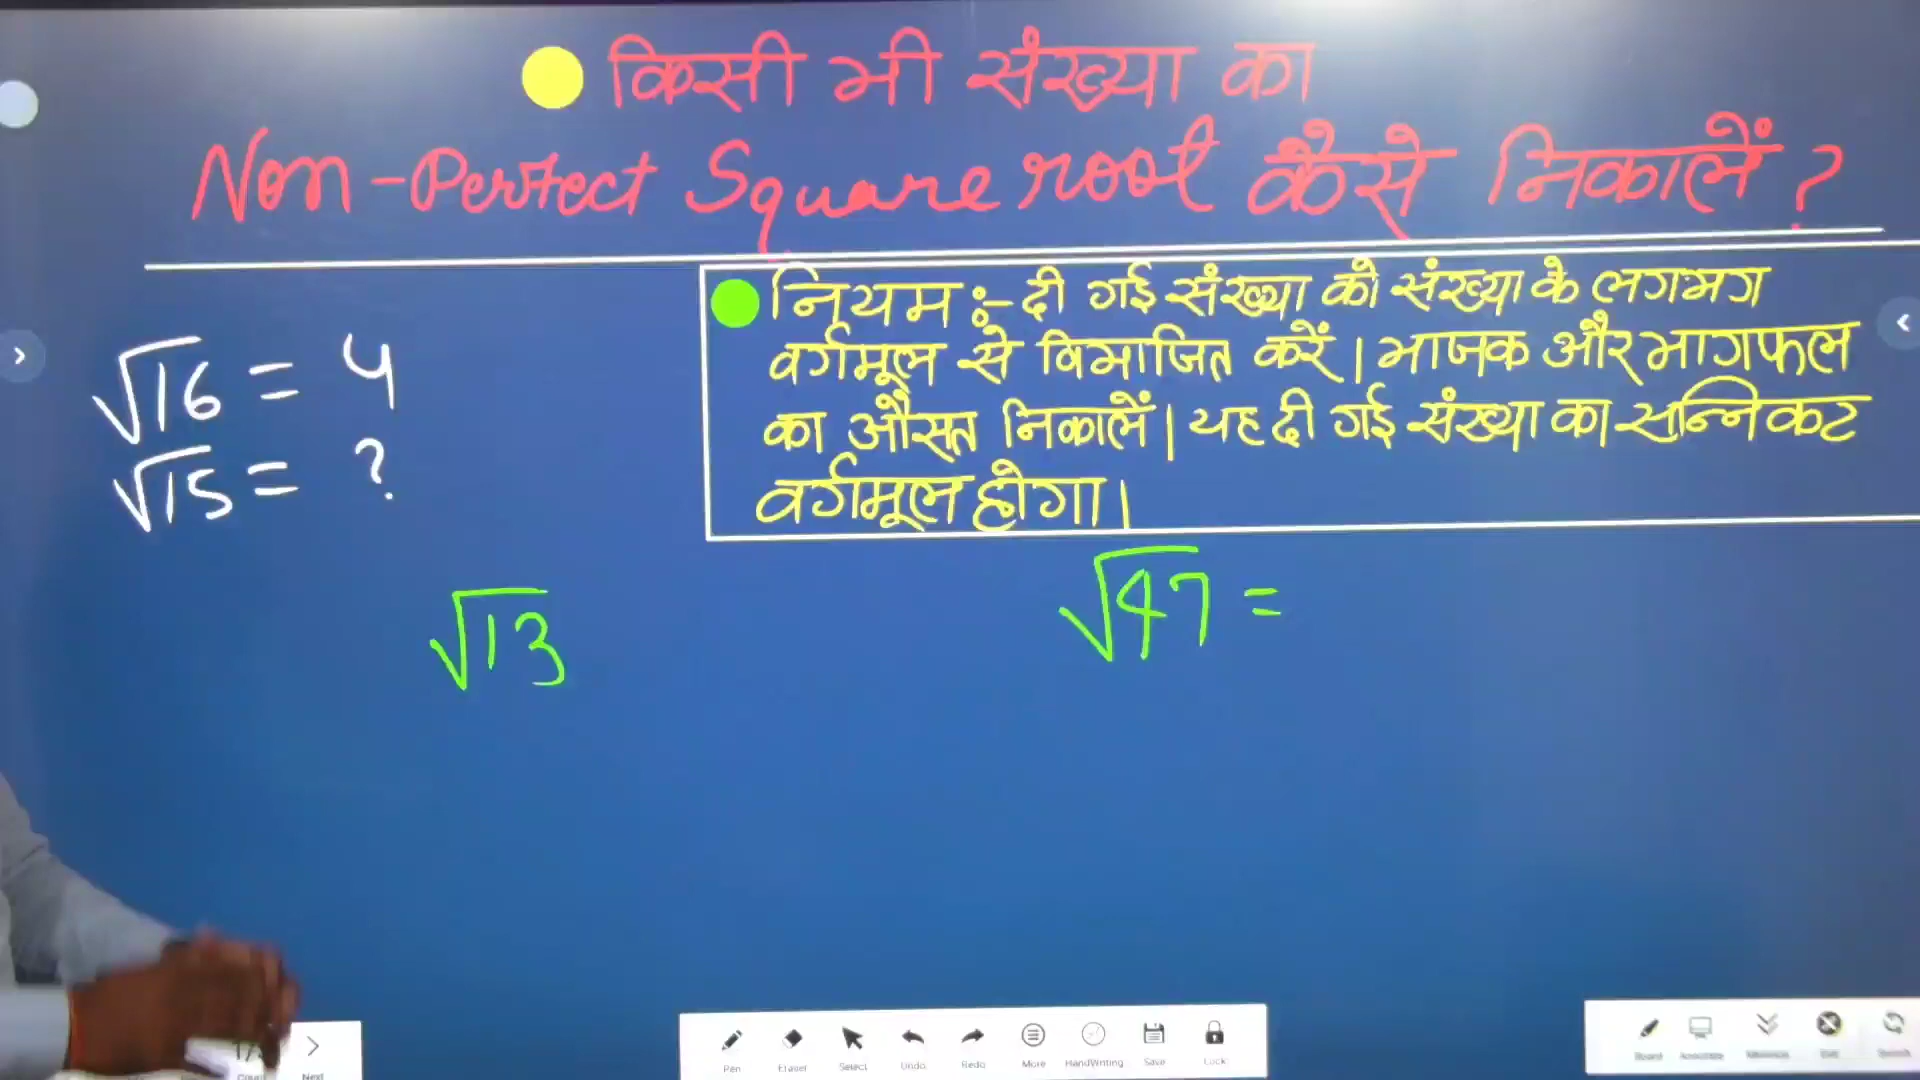 किसी भी संख्या का
Non-Perfect Square root कैसे निकालें ?
नियम :- दी गई संख्या को संख्या के लगभग
वर्गमूल से विभाजित करें। भाजक और भागफल
का औसत निकालें। यह दी गई संख्या का सन्निकट
वर्गमूल होगा।
√16 = 4
√15 = ?
√13
√47 =
Pen Eraser Select Undo Redo More HandWriting Save Lock
Next